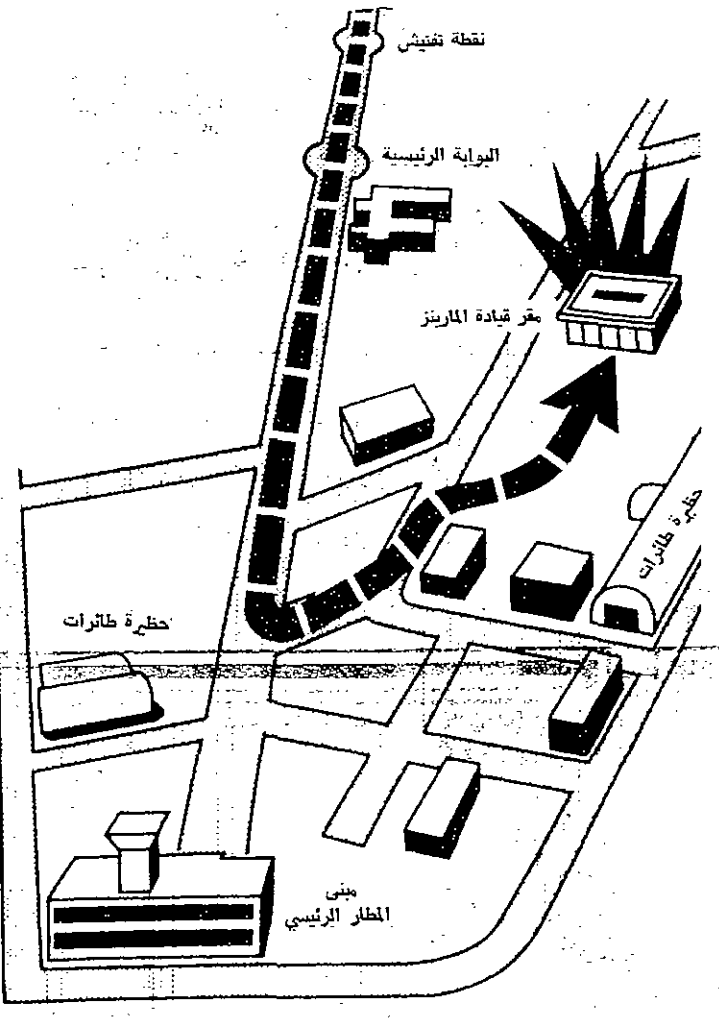 نقطة تفتيش
البوابة الرئيسية
مقر قيادة المارينز
حظيرة طائرات
حظيرة طائرات
مبنى
المطار الرئيسي